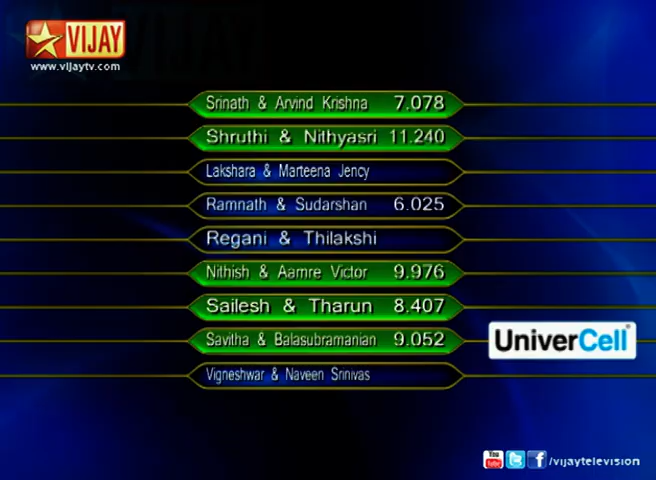 VIJAY
www.vijaytv.com
Srinath & Arvind Krishna 7.078
Shruthi & Nithyasri 11.240
Lakshara & Marteena Jency
Ramnath & Sudarshan 6.025
Regani & Thilakshi
Nithish & Aamre Victor 9.976
Sailesh & Tharun 8.407
Savitha & Balasubramanian 9.052
UniverCell
Vigneshwar & Naveen Srinivas
You Tube t f /vijaytelevision